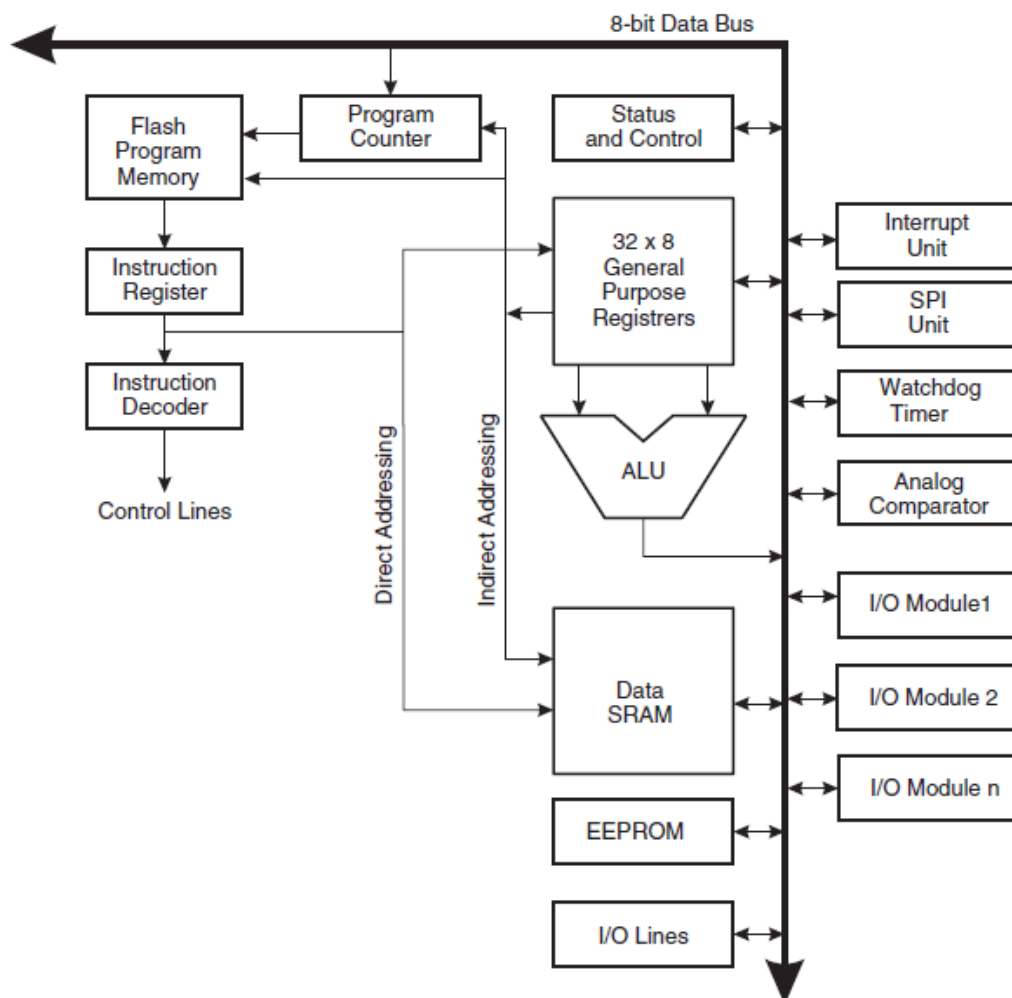 8-bit Data Bus
Flash
Program
Memory
Program
Counter
Status
and Control
Interrupt
Unit
32 x 8
General
Purpose
Registrers
Instruction
Register
SPI
Unit
Instruction
Decoder
Watchdog
Timer
Control Lines
Direct Addressing
Indirect Addressing
ALU
Analog
Comparator
I/O Module1
Data
SRAM
I/O Module 2
I/O Module n
EEPROM
I/O Lines